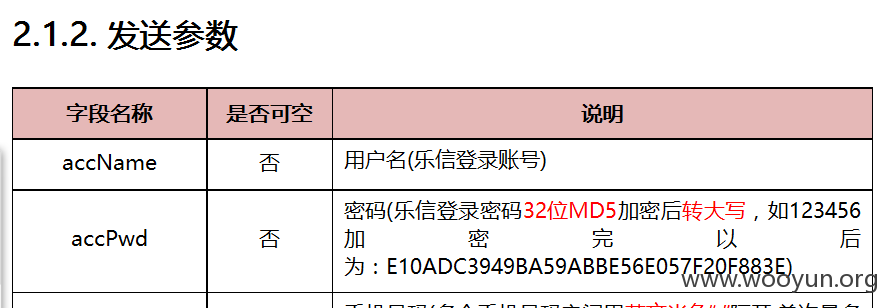 2.1.2. 发送参数
字段名称 是否可空 说明
accName 否 用户名(乐信登录账号)
密码(乐信登录密码32位MD5加密后转大写，如123456
accPwd 否 加密完以后
为：E10ADC3949BA59ABBE56E057F20F883E)
www.wooyun.org